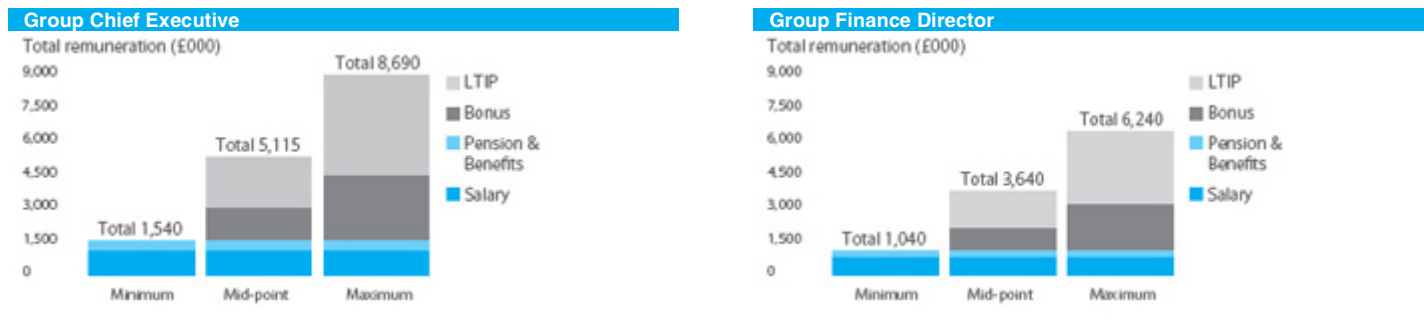 Group Chief Executive
Total remuneration (£000)
9,000
7,500
6,000
4,500
3,000
1,500
0
Total 1,540
Total 5,115
Total 8,690
Minimum
Mid-point
Maximum
LTIP
Bonus
Pension &
Benefits
Salary
Group Finance Director
Total remuneration (£000)
9,000
7,500
6,000
4,500
3,000
1,500
0
Total 1,040
Total 3,640
Total 6,240
Minimum
Mid-point
Maximum
LTIP
Bonus
Pension &
Benefits
Salary